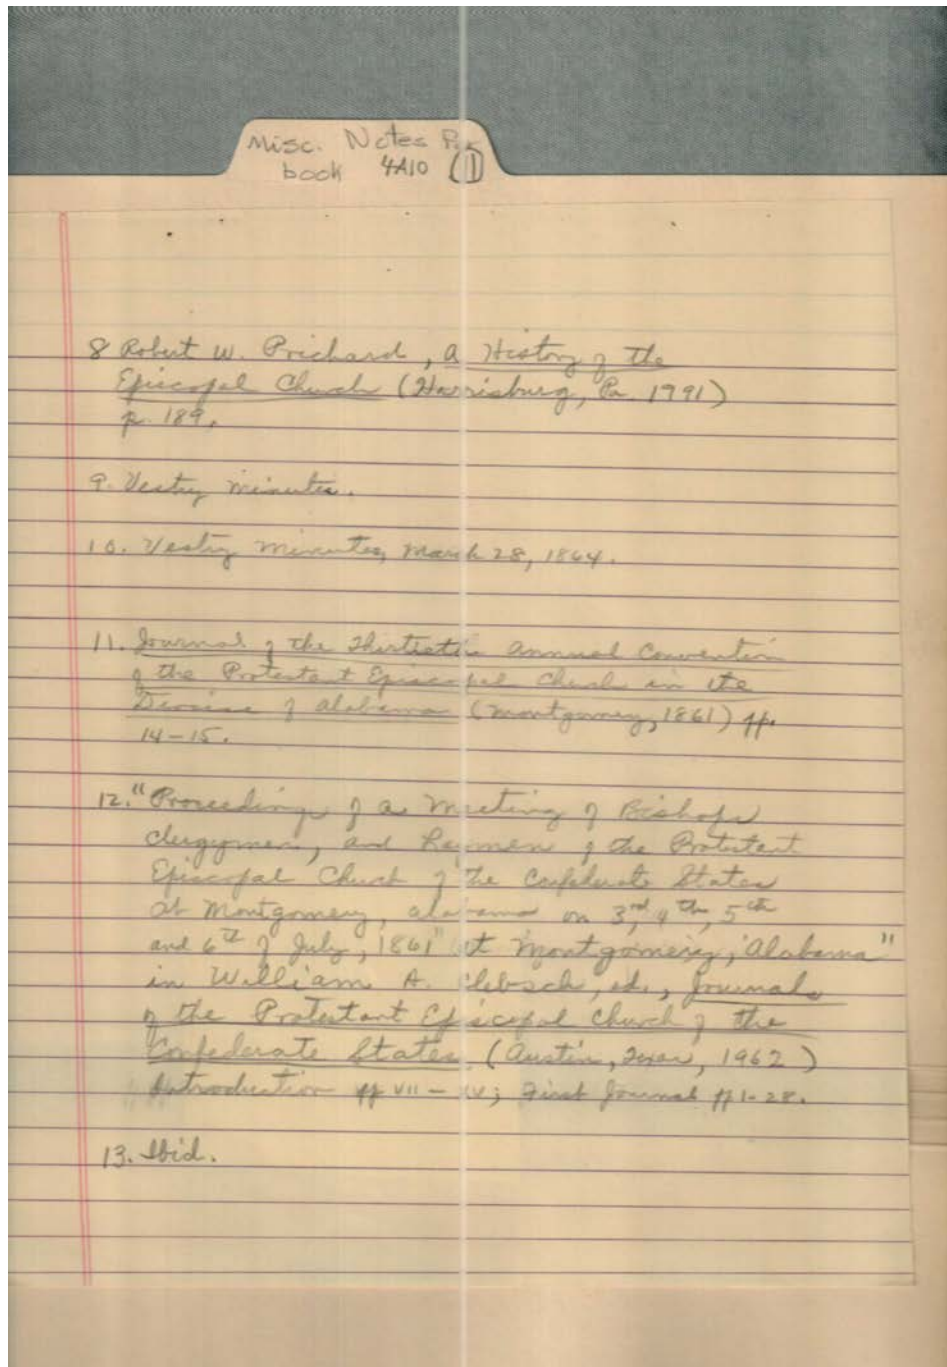 Misc. Notes
book 4A10 (1)
8 Robert W. Prichard, A History of the
Episcopal Church (Harrisburg, Pa. 1991)
p. 189,
9. Vestry minutes.
10. Vestry minutes, March 28, 1864.
11. Journal of the Thirtieth Annual Convention
of the Protestant Episcopal Church in the
Diocese of Alabama (Montgomery, 1861) pp.
14-15.
12. "Proceedings of a Meeting of Bishops
Clergymen, and Laymen of the Protestant
Episcopal Church of the Confederate States
at Montgomery, Alabama on 3rd, 4th, 5th
and 6th of July, 1861" at Montgomery, Alabama"
in William A. Clebsch, ed., Journals
of the Protestant Episcopal Church of the
Confederate States (Austin, Texas, 1962)
Introduction pp VII - XV; First Journal pp 1-28.
13. Ibid.